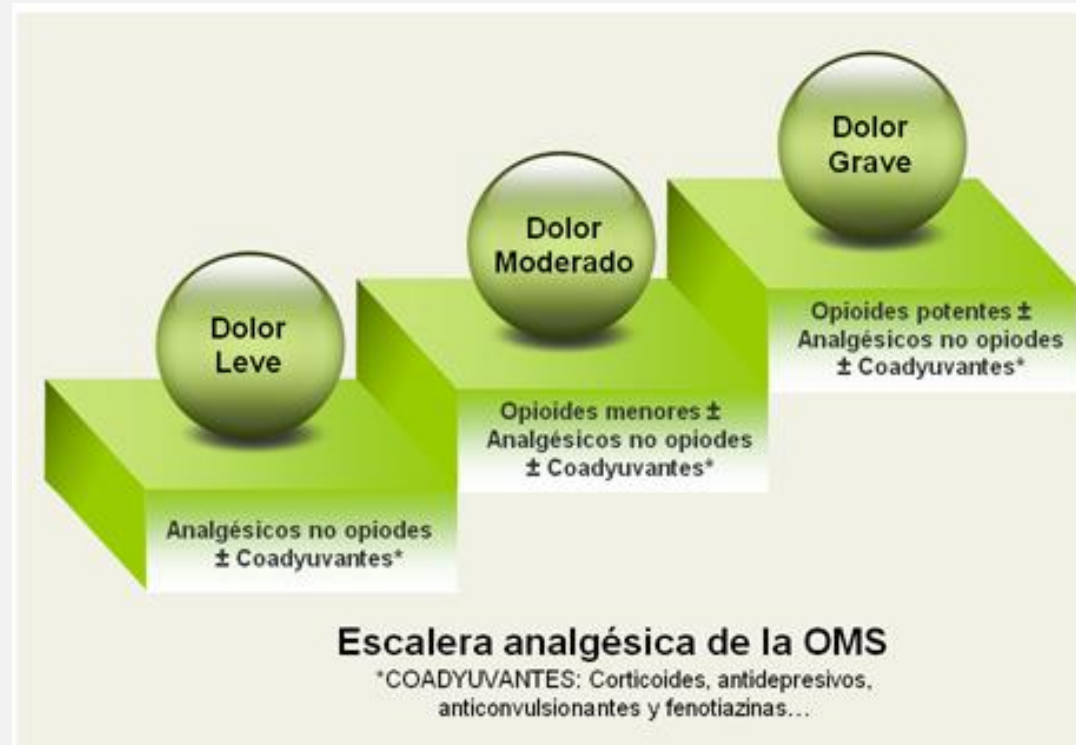 Dolor
Leve
Analgésicos no opiodes
± Coadyuvantes*
Dolor
Moderado
Opioides menores ±
Analgésicos no opiodes
± Coadyuvantes*
Dolor
Grave
Opioides potentes ±
Analgésicos no opiodes
± Coadyuvantes*
Escalera analgésica de la OMS
*COADYUVANTES: Corticoides, antidepresivos,
anticonvulsionantes y fenotiazinas...